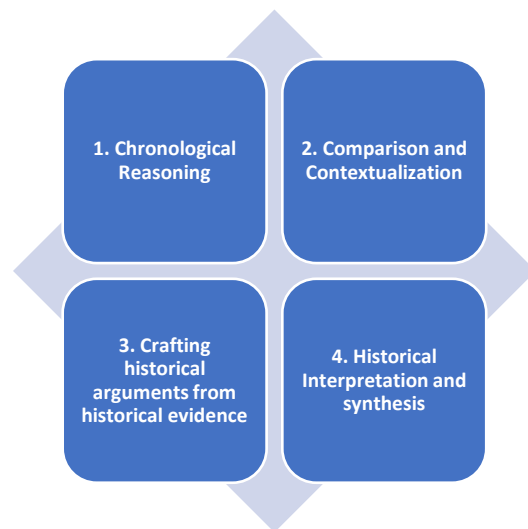 1. Chronological
Reasoning
2. Comparison and
Contextualization
3. Crafting
historical
arguments from
historical evidence
4. Historical
Interpretation and
synthesis